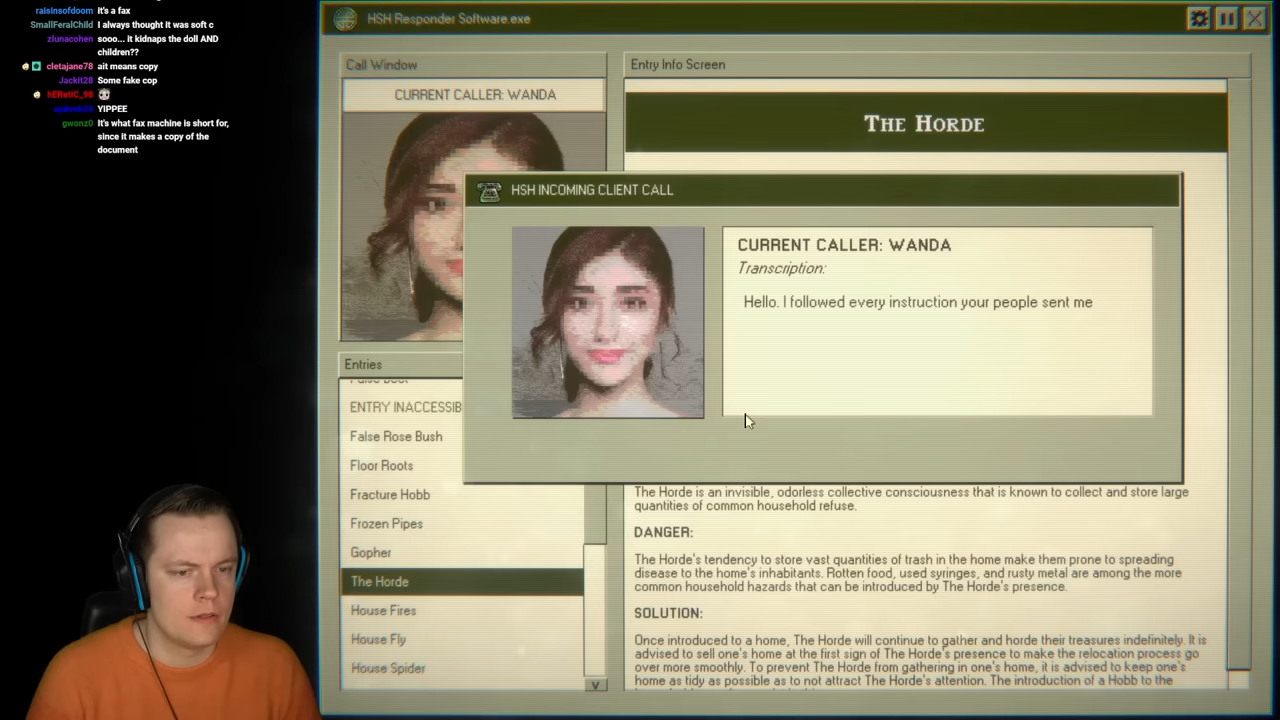 raisinsofdoom it's a fax
SmallFeralChild I always thought it was soft c
zlunacohen sooo... it kidnaps the doll AND
children??
cletajane78 ait means copy
Jackit28 Some fake cop
hERetIC_98
YIPPEE
gwonz0 It's what fax machine is short for,
since it makes a copy of the
document
HSH Responder Software.exe
Call Window
CURRENT CALLER: WANDA
Entries
ENTRY INACCESSIB
False Rose Bush
Floor Roots
Fracture Hobb
Frozen Pipes
Gopher
The Horde
House Fires
House Fly
House Spider
V
Entry Info Screen
THE HORDE
HSH INCOMING CLIENT CALL
CURRENT CALLER: WANDA
Transcription:
Hello. I followed every instruction your people sent me
The Horde is an invisible, odorless collective consciousness that is known to collect and store large
quantities of common household refuse.
DANGER:
The Horde's tendency to store vast quantities of trash in the home make them prone to spreading
disease to the home's inhabitants. Rotten food, used syringes, and rusty metal are among the more
common household hazards that can be introduced by The Horde's presence.
SOLUTION:
Once introduced to a home, The Horde will continue to gather and horde their treasures indefinitely. It is
advised to sell one's home at the first sign of The Horde's presence to make the relocation process go
over more smoothly. To prevent The Horde from gathering in one's home, it is advised to keep one's
home as tidy as possible as to not attract The Horde's attention. The introduction of a Hobb to the